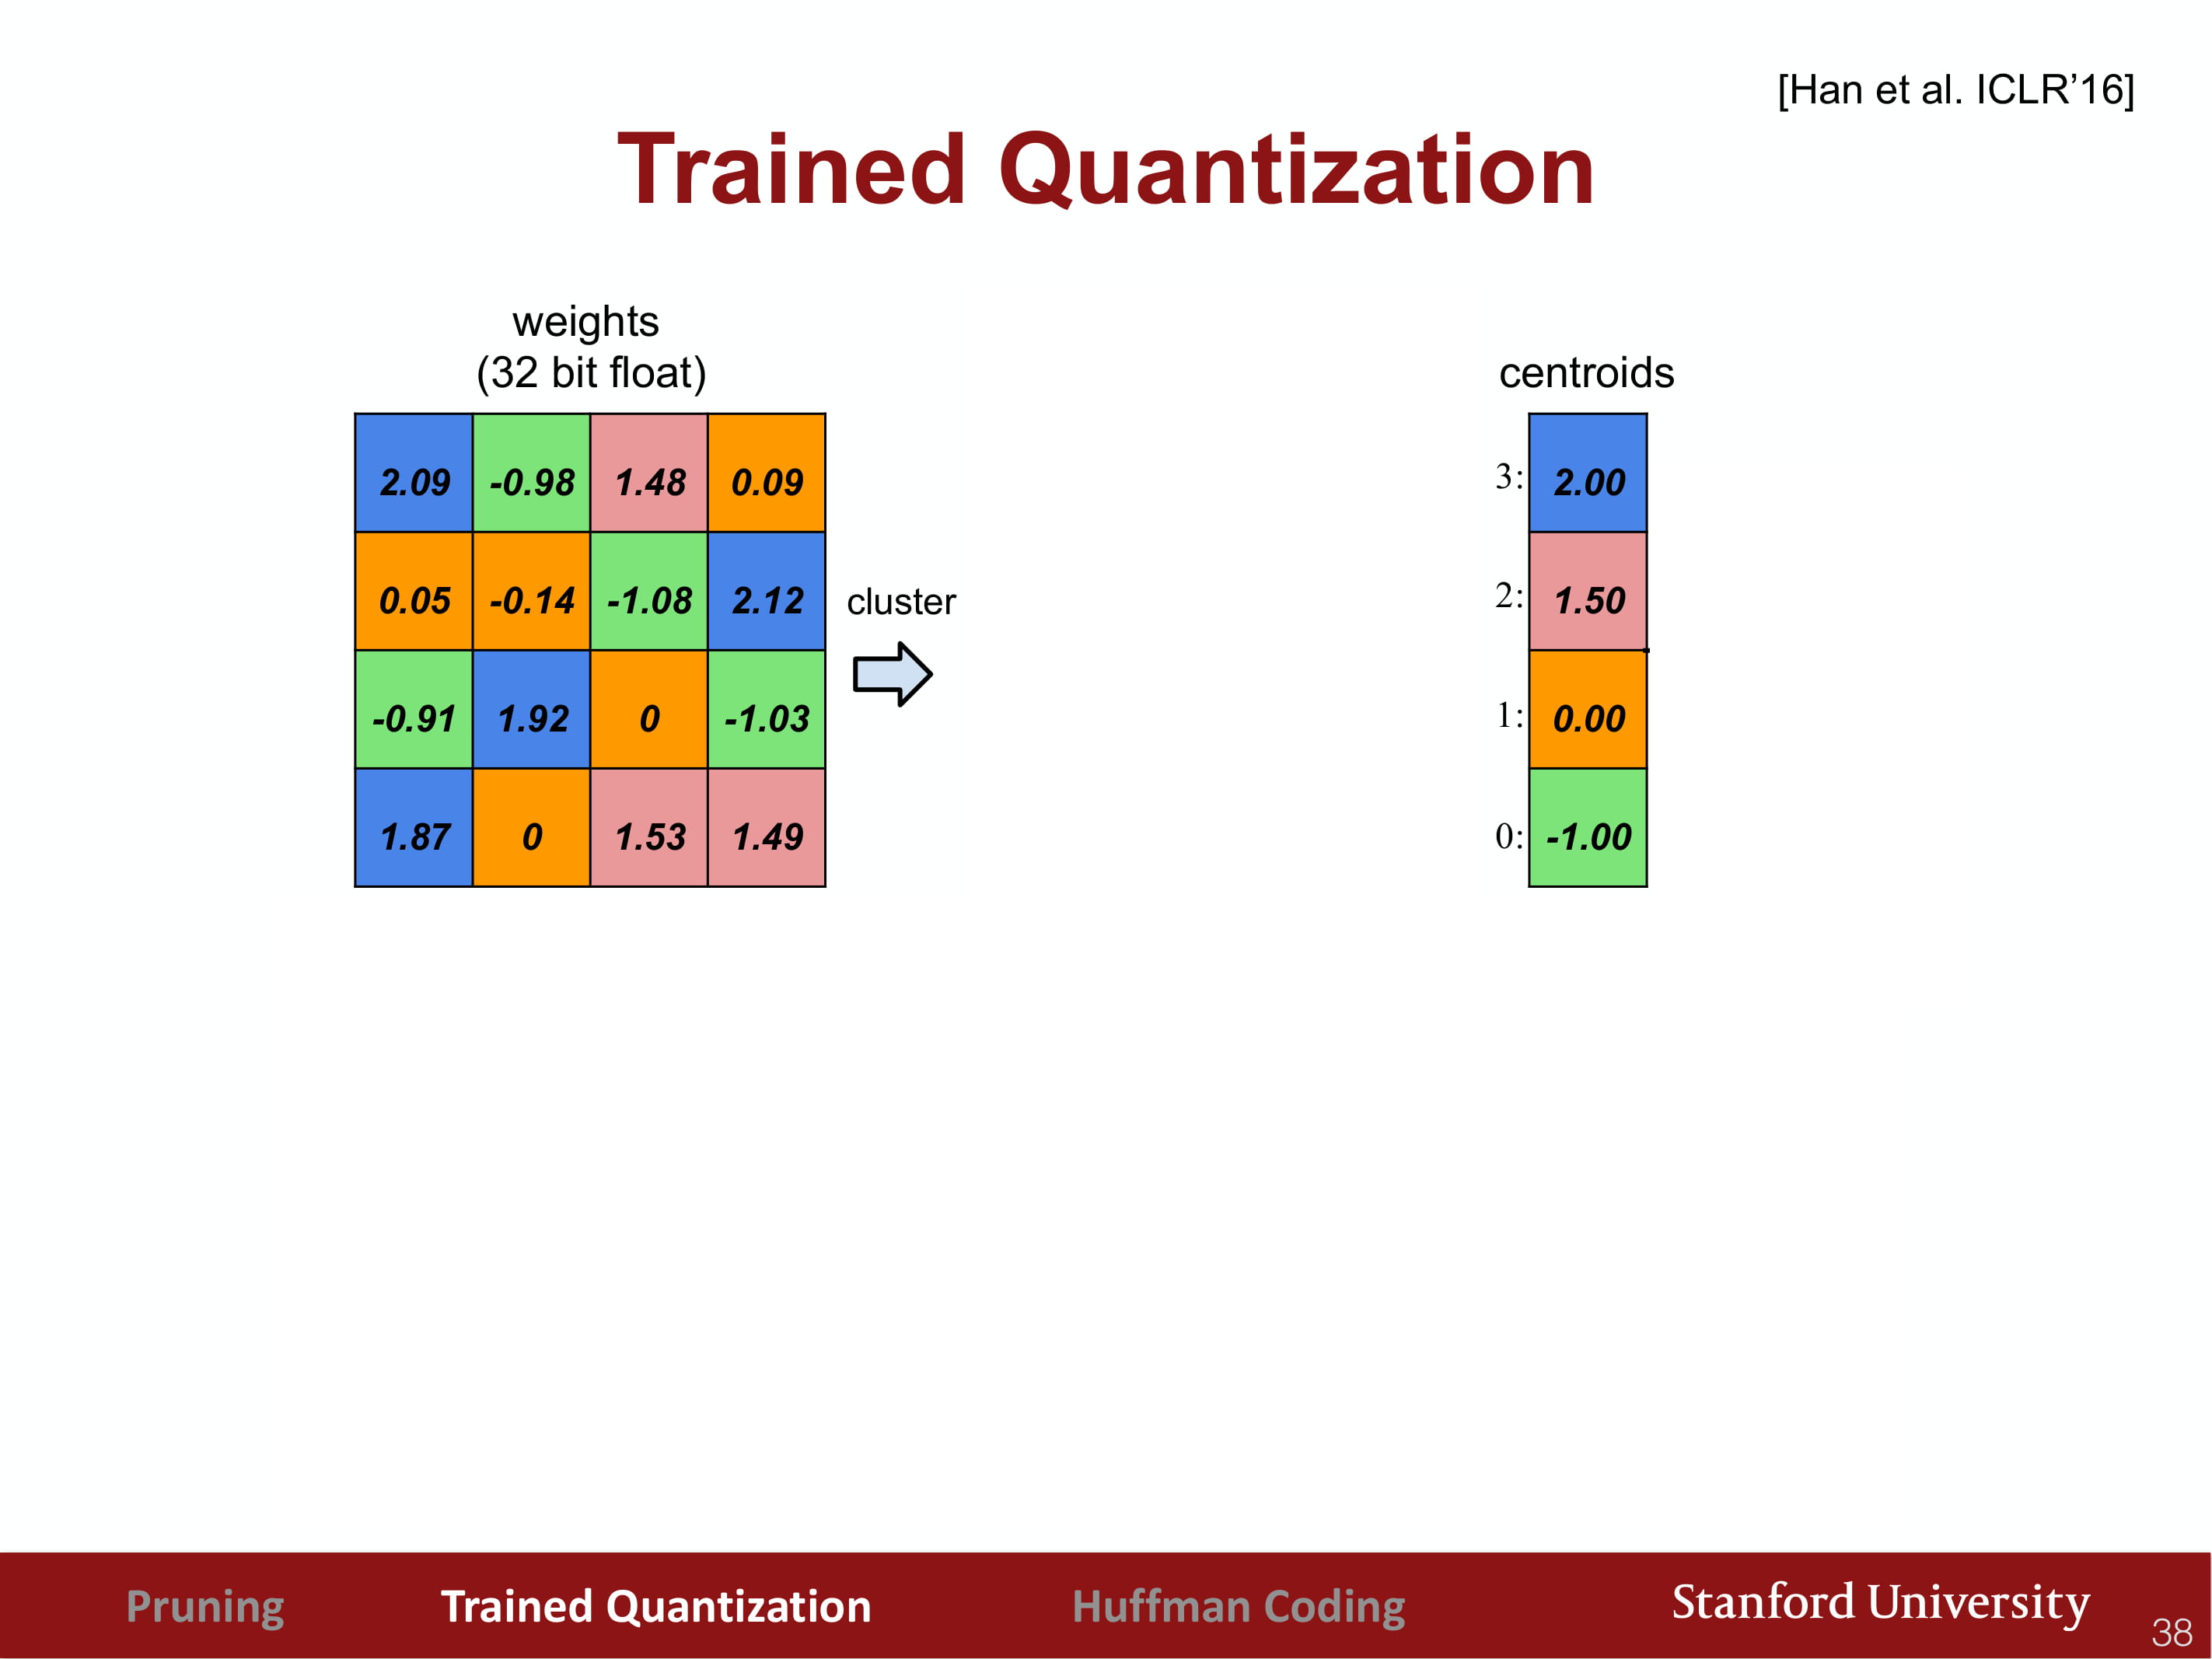 [Han et al. ICLR’16]
Trained Quantization
weights
(32 bit float)
centroids
2.09 -0.98 1.48 0.09
3: 2.00
0.05 -0.14 -1.08 2.12
cluster
2: 1.50
-0.91 1.92 0 -1.03
1: 0.00
1.87 0 1.53 1.49
0: -1.00
Pruning
Trained Quantization
Huffman Coding
Stanford University
38